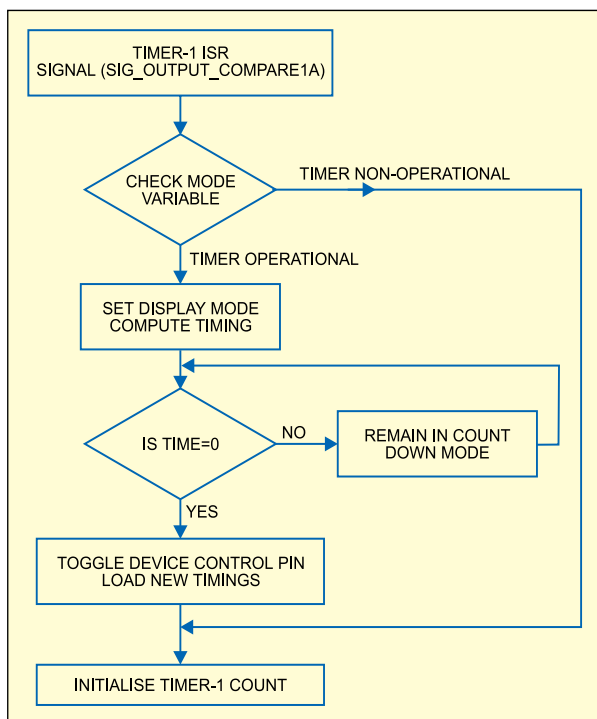 TIMER-1 ISR
SIGNAL (SIG_OUTPUT_COMPARE1A)
CHECK MODE
VARIABLE
TIMER NON-OPERATIONAL
TIMER OPERATIONAL
SET DISPLAY MODE
COMPUTE TIMING
IS TIME=0
NO
REMAIN IN COUNT
DOWN MODE
YES
TOGGLE DEVICE CONTROL PIN
LOAD NEW TIMINGS
INITIALISE TIMER-1 COUNT